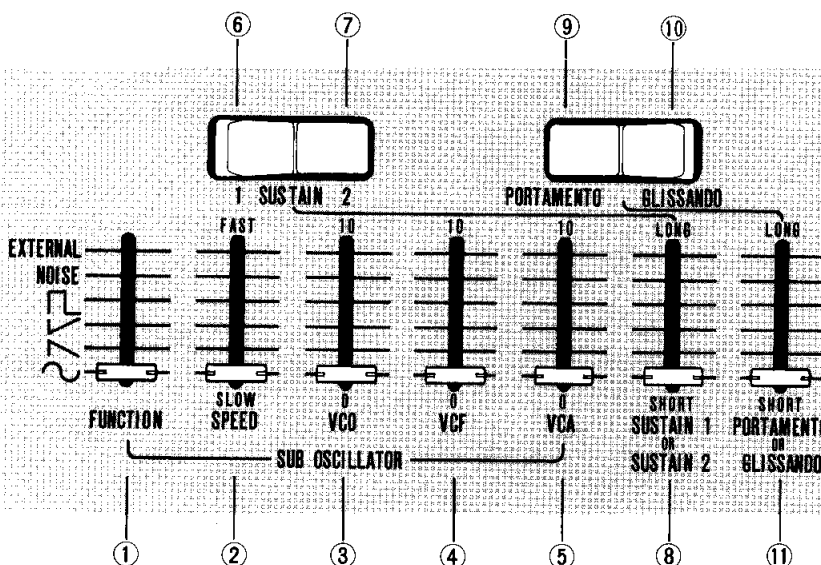 ⑥ ⑦ ⑨ ⑩
1 SUSTAIN 2 PORTAMENTO GLISSANDO
FAST 10 10 10 LONG LONG
EXTERNAL
NOISE
SLOW 0 0 0 SHORT SHORT
FUNCTION SPEED VCO VCF VCA SUSTAIN 1 PORTAMENTO
OR OR
SUB OSCILLATOR SUSTAIN 2 GLISSANDO
① ② ③ ④ ⑤ ⑧ ⑪